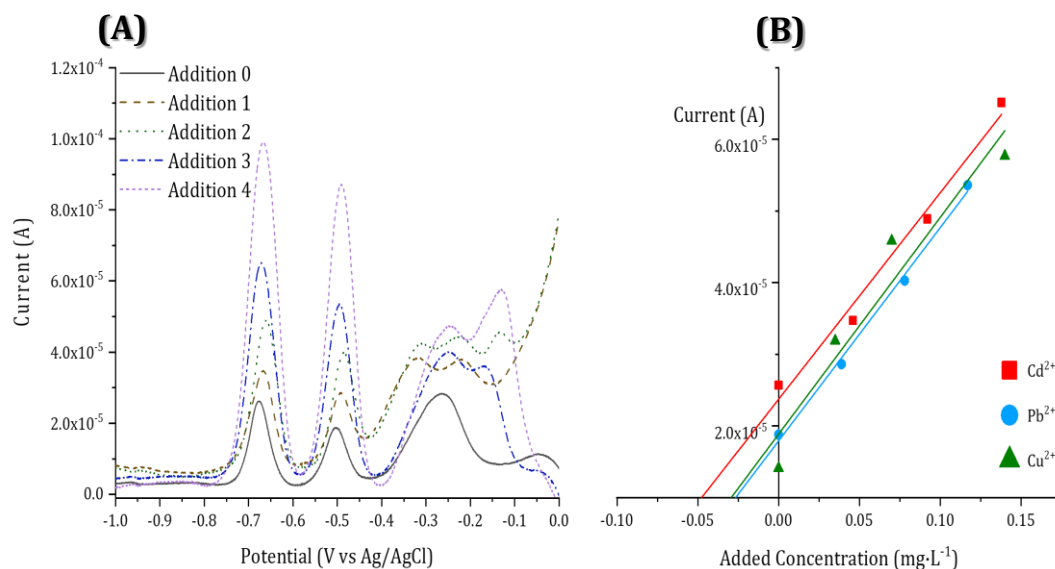 (A)
1.2x10⁻⁴
1.0x10⁻⁴
8.0x10⁻⁵
6.0x10⁻⁵
4.0x10⁻⁵
2.0x10⁻⁵
0.0
Current (A)
Addition 0
Addition 1
Addition 2
Addition 3
Addition 4
-1.0 -0.9 -0.8 -0.7 -0.6 -0.5 -0.4 -0.3 -0.2 -0.1 0.0
Potential (V vs Ag/AgCl)
(B)
Current (A)
6.0x10⁻⁵
4.0x10⁻⁵
2.0x10⁻⁵
Cd²⁺
Pb²⁺
Cu²⁺
-0.10 -0.05 0.00 0.05 0.10 0.15
Added Concentration (mg·L⁻¹)